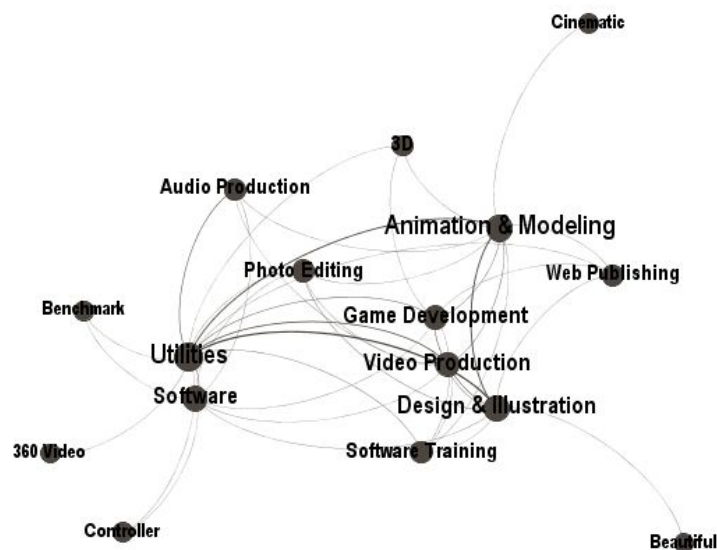 Cinematic
3D
Audio Production
Animation & Modeling
Photo Editing
Web Publishing
Benchmark
Game Development
Utilities
Video Production
Software
Design & Illustration
360 Video
Software Training
Controller
Beautiful